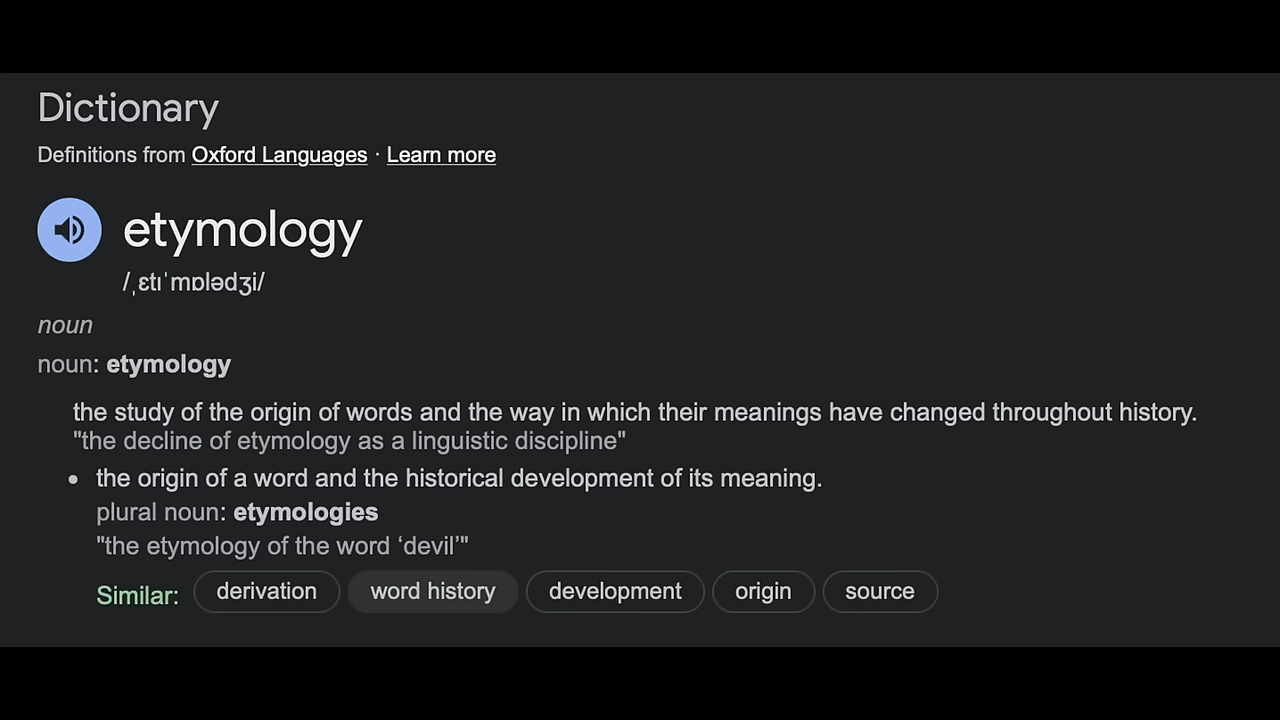 Dictionary
Definitions from Oxford Languages · Learn more
etymology
/ˌɛtɪˈmɒlədʒi/
noun
noun: etymology
the study of the origin of words and the way in which their meanings have changed throughout history.
"the decline of etymology as a linguistic discipline"
• the origin of a word and the historical development of its meaning.
plural noun: etymologies
"the etymology of the word ‘devil’"
Similar: derivation word history development origin source